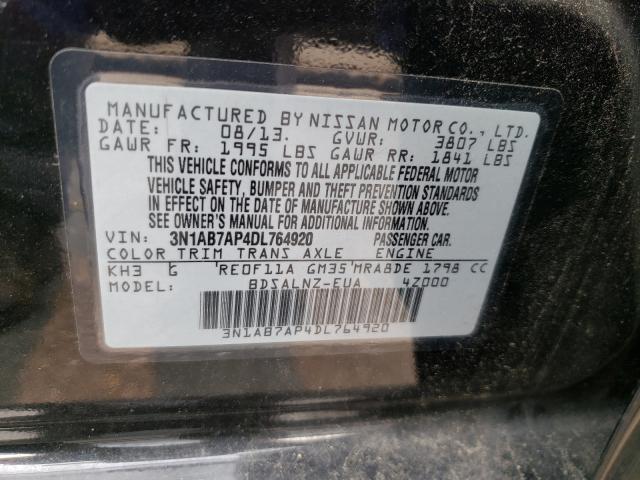 MANUFACTURED BY NISSAN MOTOR CO., LTD.
DATE: 08/13. GVWR: 3807 LBS
GAWR FR: 1995 LBS GAWR RR: 1841 LBS
THIS VEHICLE CONFORMS TO ALL APPLICABLE FEDERAL MOTOR
VEHICLE SAFETY, BUMPER AND THEFT PREVENTION STANDARDS
IN EFFECT ON THE DATE OF MANUFACTURE SHOWN ABOVE.
SEE OWNER'S MANUAL FOR ADDITIONAL INFORMATION.
VIN: 3N1AB7AP4DL764920 PASSENGER CAR.
COLOR TRIM TRANS AXLE ENGINE
KH3 G RE0F11A GM35 MRA8DE 1798 CC
MODEL: BDSALNZ-EUA 4Z000
3N1AB7AP4DL764920